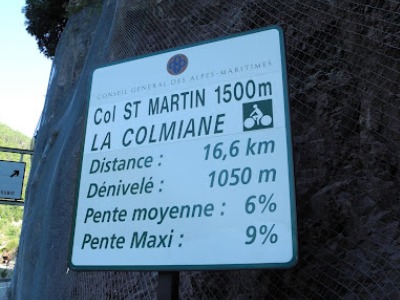 CONSEIL GENERAL DES ALPES-MARITIMES
Col ST MARTIN 1500m
LA COLMIANE
Distance : 16,6 km
Dénivelé : 1050 m
Pente moyenne : 6%
Pente Maxi : 9%